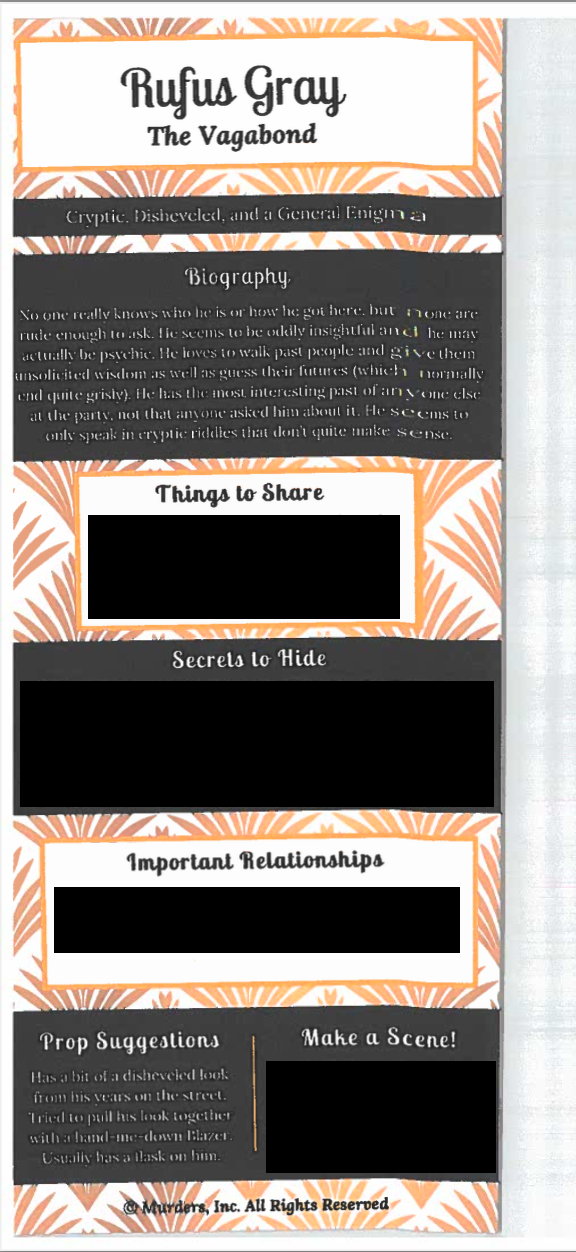 Rufus Gray
The Vagabond
Cryptic, Disheveled, and a General Enigma
Biography
No one really knows who he is or how he got here, but none are
rude enough to ask. He seems to be oddly insightful and he may
actually be psychic. He loves to walk past people and give them
unsolicited wisdom as well as guess their futures (which normally
end quite grisly). He has the most interesting past of anyone else
at the party, not that anyone asked him about it. He seems to
only speak in cryptic riddles that don't quite make sense.
Things to Share
Secrets to Hide
Important Relationships
Prop Suggestions
Has a bit of a disheveled look
from his years on the street.
Tried to pull his look together
with a hand-me-down Blazer.
Usually has a flask on him.
Make a Scene!
© Murders, Inc. All Rights Reserved